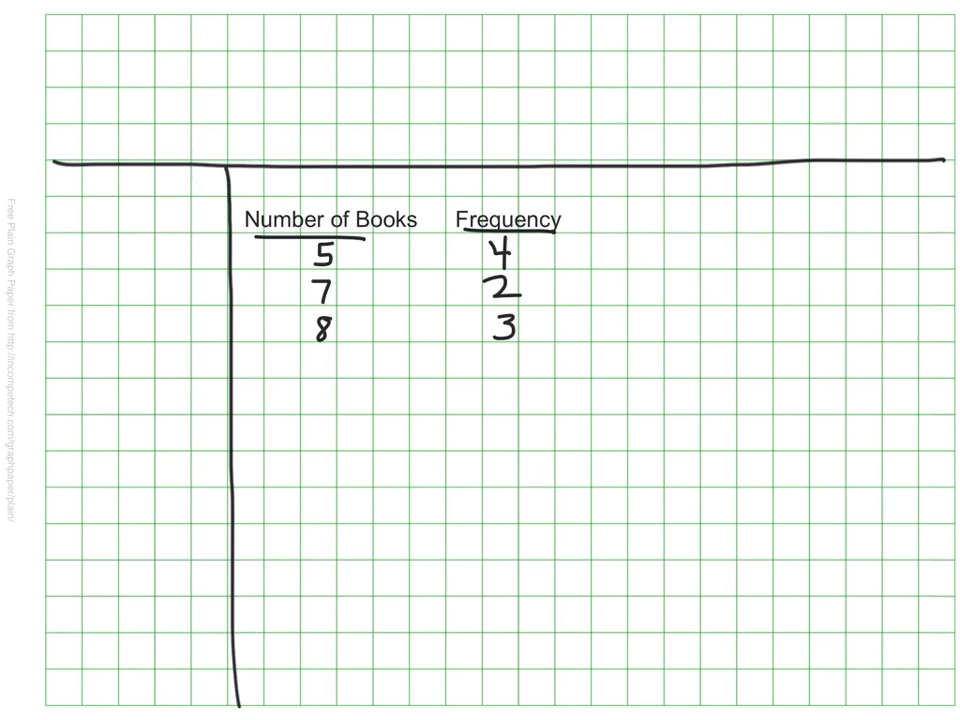 Number of Books Frequency
5 4
7 2
8 3
Free Plain Graph Paper from http://incompetech.com/graphpaper/plain/